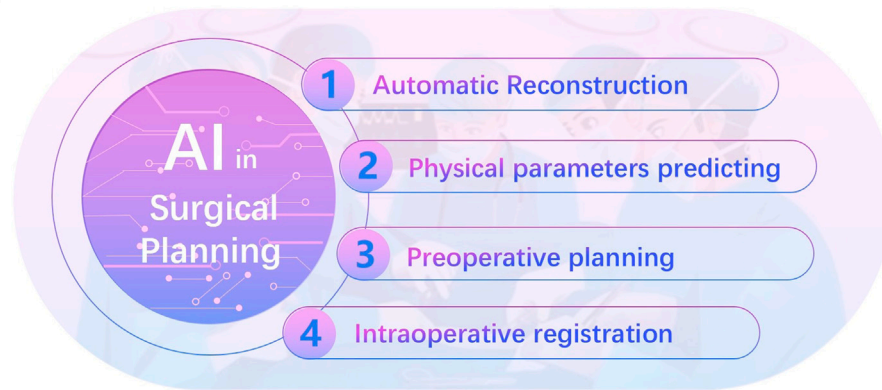 AI in
Surgical
Planning
1 Automatic Reconstruction
2 Physical parameters predicting
3 Preoperative planning
4 Intraoperative registration